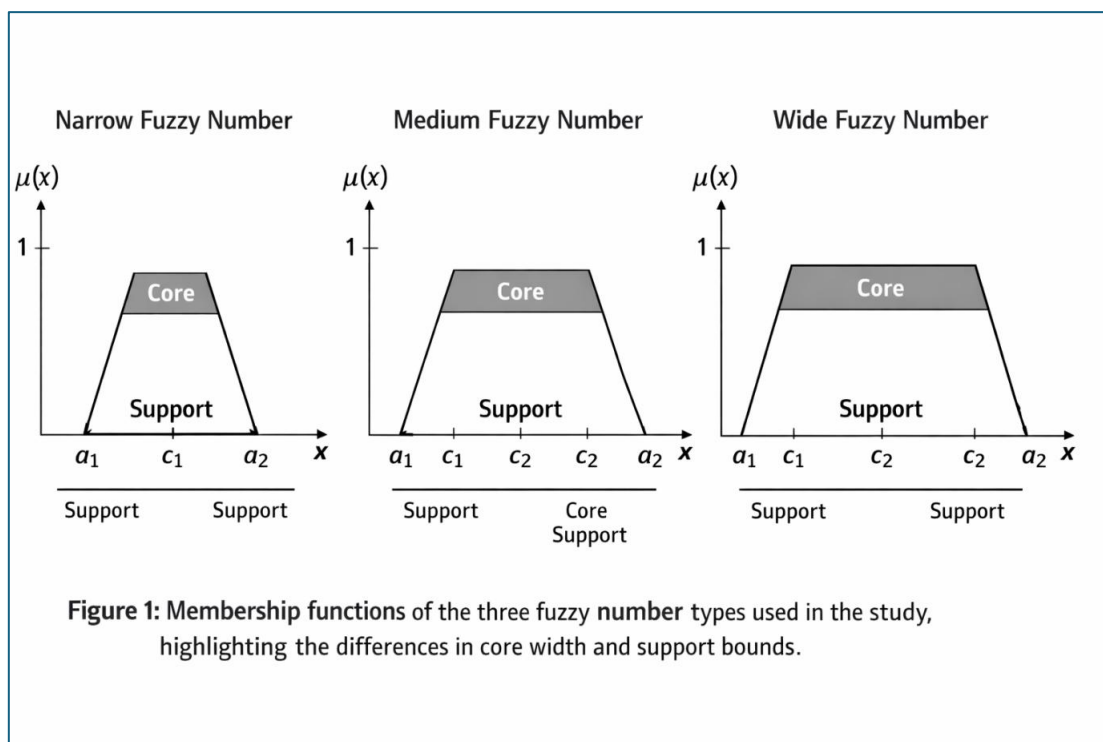 Narrow Fuzzy Number
Medium Fuzzy Number
Wide Fuzzy Number
μ(x)
μ(x)
μ(x)
1
1
1
Core
Core
Core
Support
Support
Support
a₁ c₁ a₂ x
a₁ c₁ c₂ c₂ a₂ x
a₁ c₁ c₂ c₂ a₂ x
Support Support
Support Core
Support
Support Support
Figure 1: Membership functions of the three fuzzy number types used in the study,
highlighting the differences in core width and support bounds.